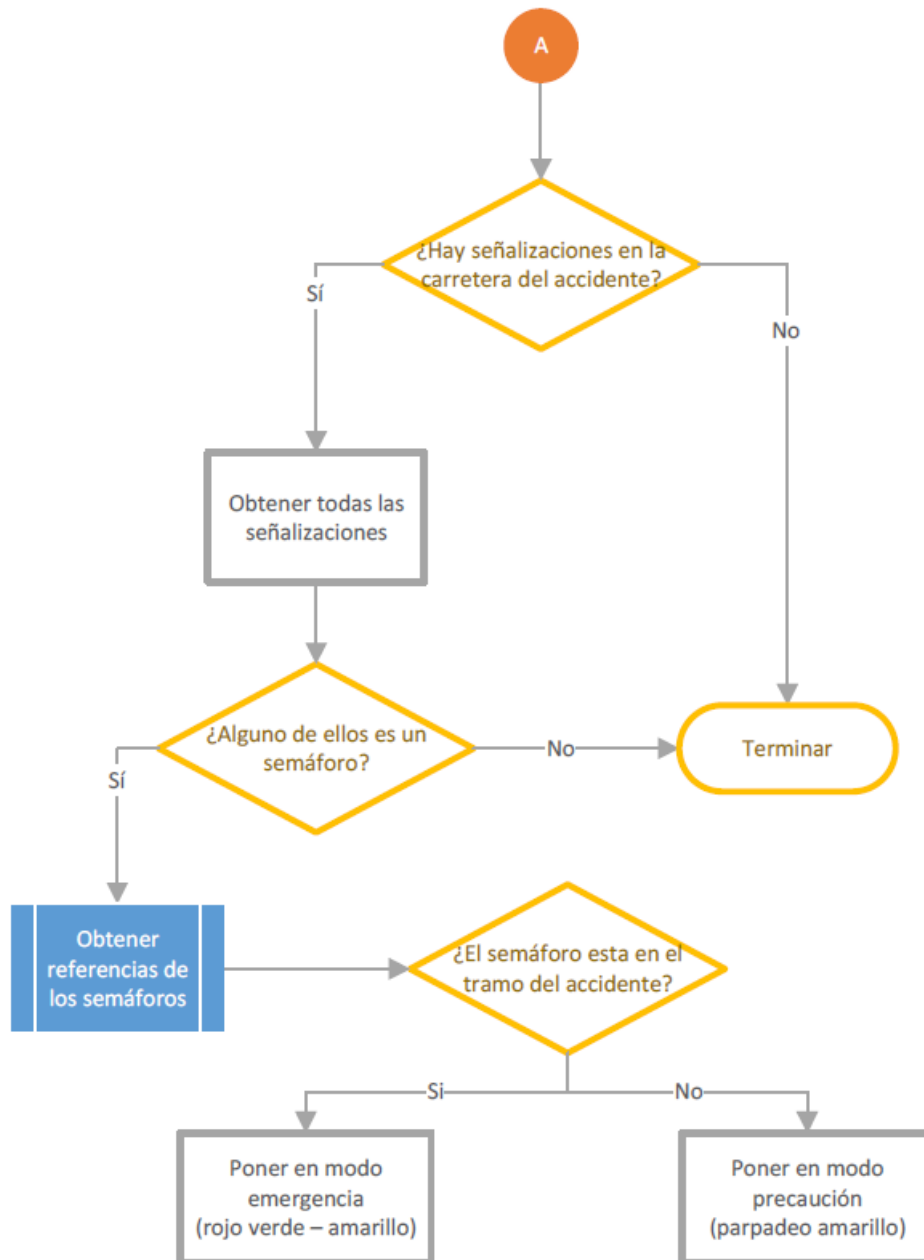 A
¿Hay señalizaciones en la
carretera del accidente?
Sí
No
Obtener todas las
señalizaciones
¿Alguno de ellos es un
semáforo?
No
Terminar
Sí
Obtener
referencias de
los semáforos
¿El semáforo esta en el
tramo del accidente?
Si
No
Poner en modo
emergencia
(rojo verde – amarillo)
Poner en modo
precaución
(parpadeo amarillo)